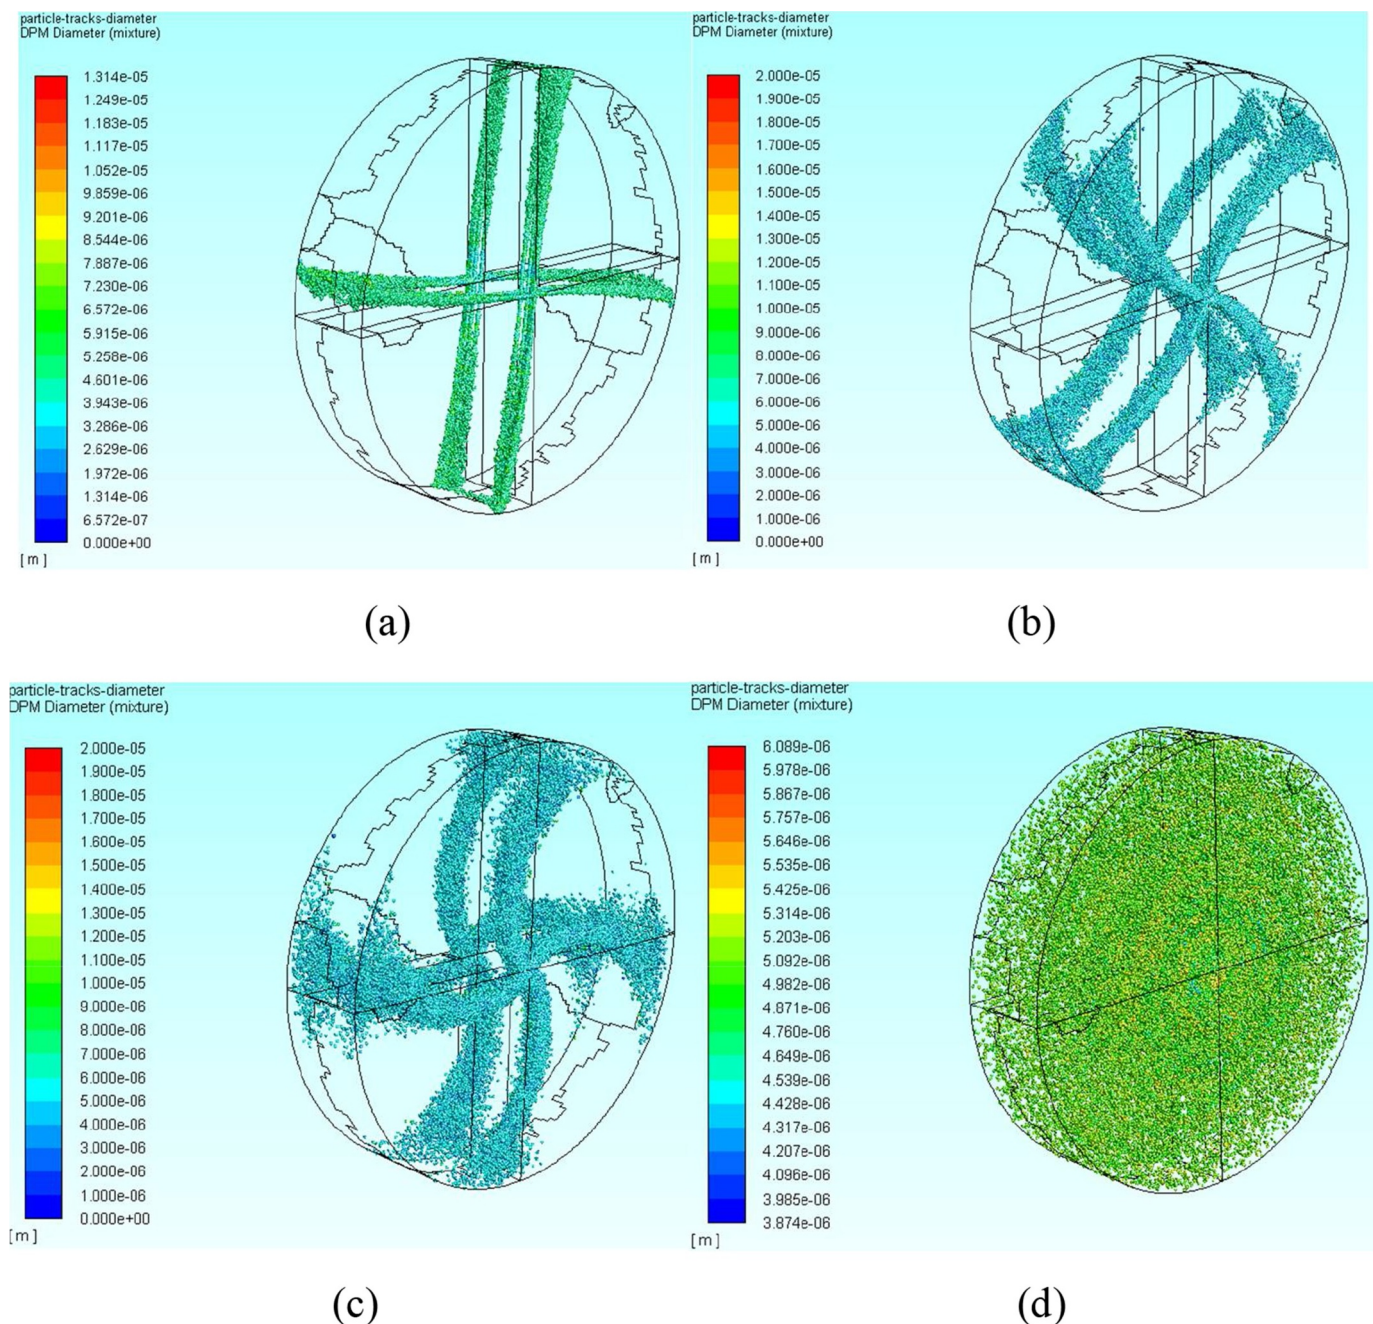 particle-tracks-diameter
DPM Diameter (mixture)
1.314e-05
1.249e-05
1.183e-05
1.117e-05
1.052e-05
9.859e-06
9.201e-06
8.544e-06
7.887e-06
7.230e-06
6.572e-06
5.915e-06
5.258e-06
4.601e-06
3.943e-06
3.286e-06
2.629e-06
1.972e-06
1.314e-06
6.572e-07
0.000e+00
[ m ]
(a)
particle-tracks-diameter
DPM Diameter (mixture)
2.000e-05
1.900e-05
1.800e-05
1.700e-05
1.600e-05
1.500e-05
1.400e-05
1.300e-05
1.200e-05
1.100e-05
1.000e-05
9.000e-06
8.000e-06
7.000e-06
6.000e-06
5.000e-06
4.000e-06
3.000e-06
2.000e-06
1.000e-06
0.000e+00
[ m ]
(b)
particle-tracks-diameter
DPM Diameter (mixture)
2.000e-05
1.900e-05
1.800e-05
1.700e-05
1.600e-05
1.500e-05
1.400e-05
1.300e-05
1.200e-05
1.100e-05
1.000e-05
9.000e-06
8.000e-06
7.000e-06
6.000e-06
5.000e-06
4.000e-06
3.000e-06
2.000e-06
1.000e-06
0.000e+00
[ m ]
(c)
particle-tracks-diameter
DPM Diameter (mixture)
6.089e-06
5.978e-06
5.867e-06
5.757e-06
5.646e-06
5.535e-06
5.425e-06
5.314e-06
5.203e-06
5.092e-06
4.982e-06
4.871e-06
4.760e-06
4.649e-06
4.539e-06
4.428e-06
4.317e-06
4.207e-06
4.096e-06
3.985e-06
3.874e-06
[ m ]
(d)